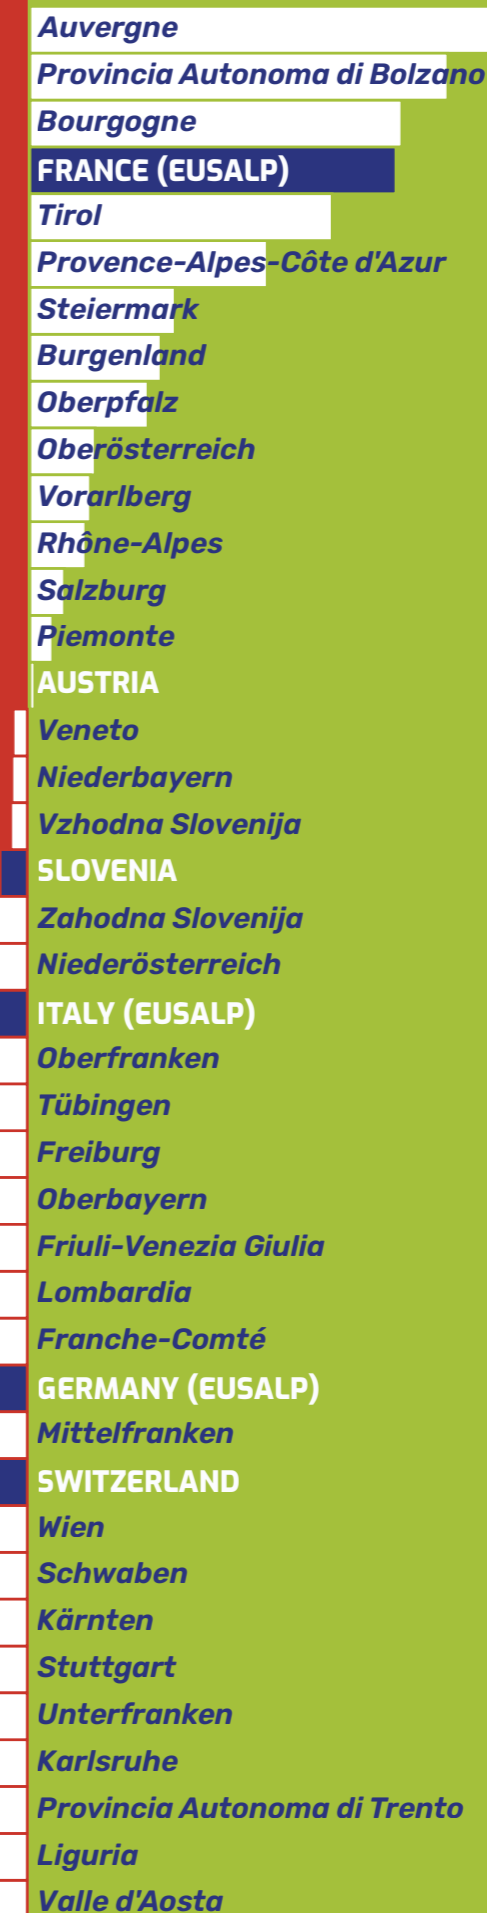 Auvergne
Provincia Autonoma di Bolzano
Bourgogne
FRANCE (EUSALP)
Tirol
Provence-Alpes-Côte d'Azur
Steiermark
Burgenland
Oberpfalz
Oberösterreich
Vorarlberg
Rhône-Alpes
Salzburg
Piemonte
AUSTRIA
Veneto
Niederbayern
Vzhodna Slovenija
SLOVENIA
Zahodna Slovenija
Niederösterreich
ITALY (EUSALP)
Oberfranken
Tübingen
Freiburg
Oberbayern
Friuli-Venezia Giulia
Lombardia
Franche-Comté
GERMANY (EUSALP)
Mittelfranken
SWITZERLAND
Wien
Schwaben
Kärnten
Stuttgart
Unterfranken
Karlsruhe
Provincia Autonoma di Trento
Liguria
Valle d'Aosta